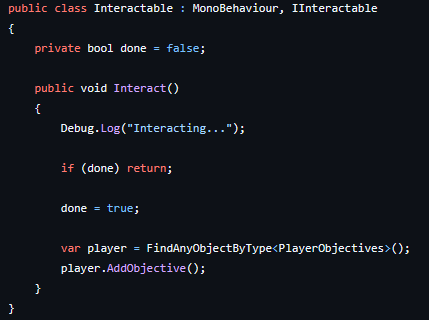 public class Interactable : MonoBehaviour, IInteractable
{
    private bool done = false;

    public void Interact()
    {
        Debug.Log("Interacting...");

        if (done) return;

        done = true;

        var player = FindAnyObjectByType<PlayerObjectives>();
        player.AddObjective();
    }
}